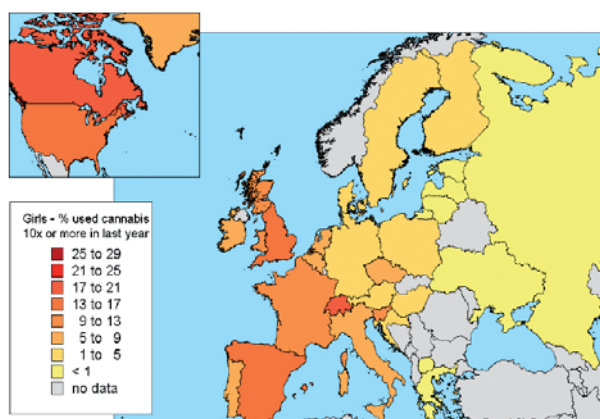 Girls - % used cannabis
10x or more in last year
25 to 29
21 to 25
17 to 21
13 to 17
9 to 13
5 to 9
1 to 5
< 1
no data